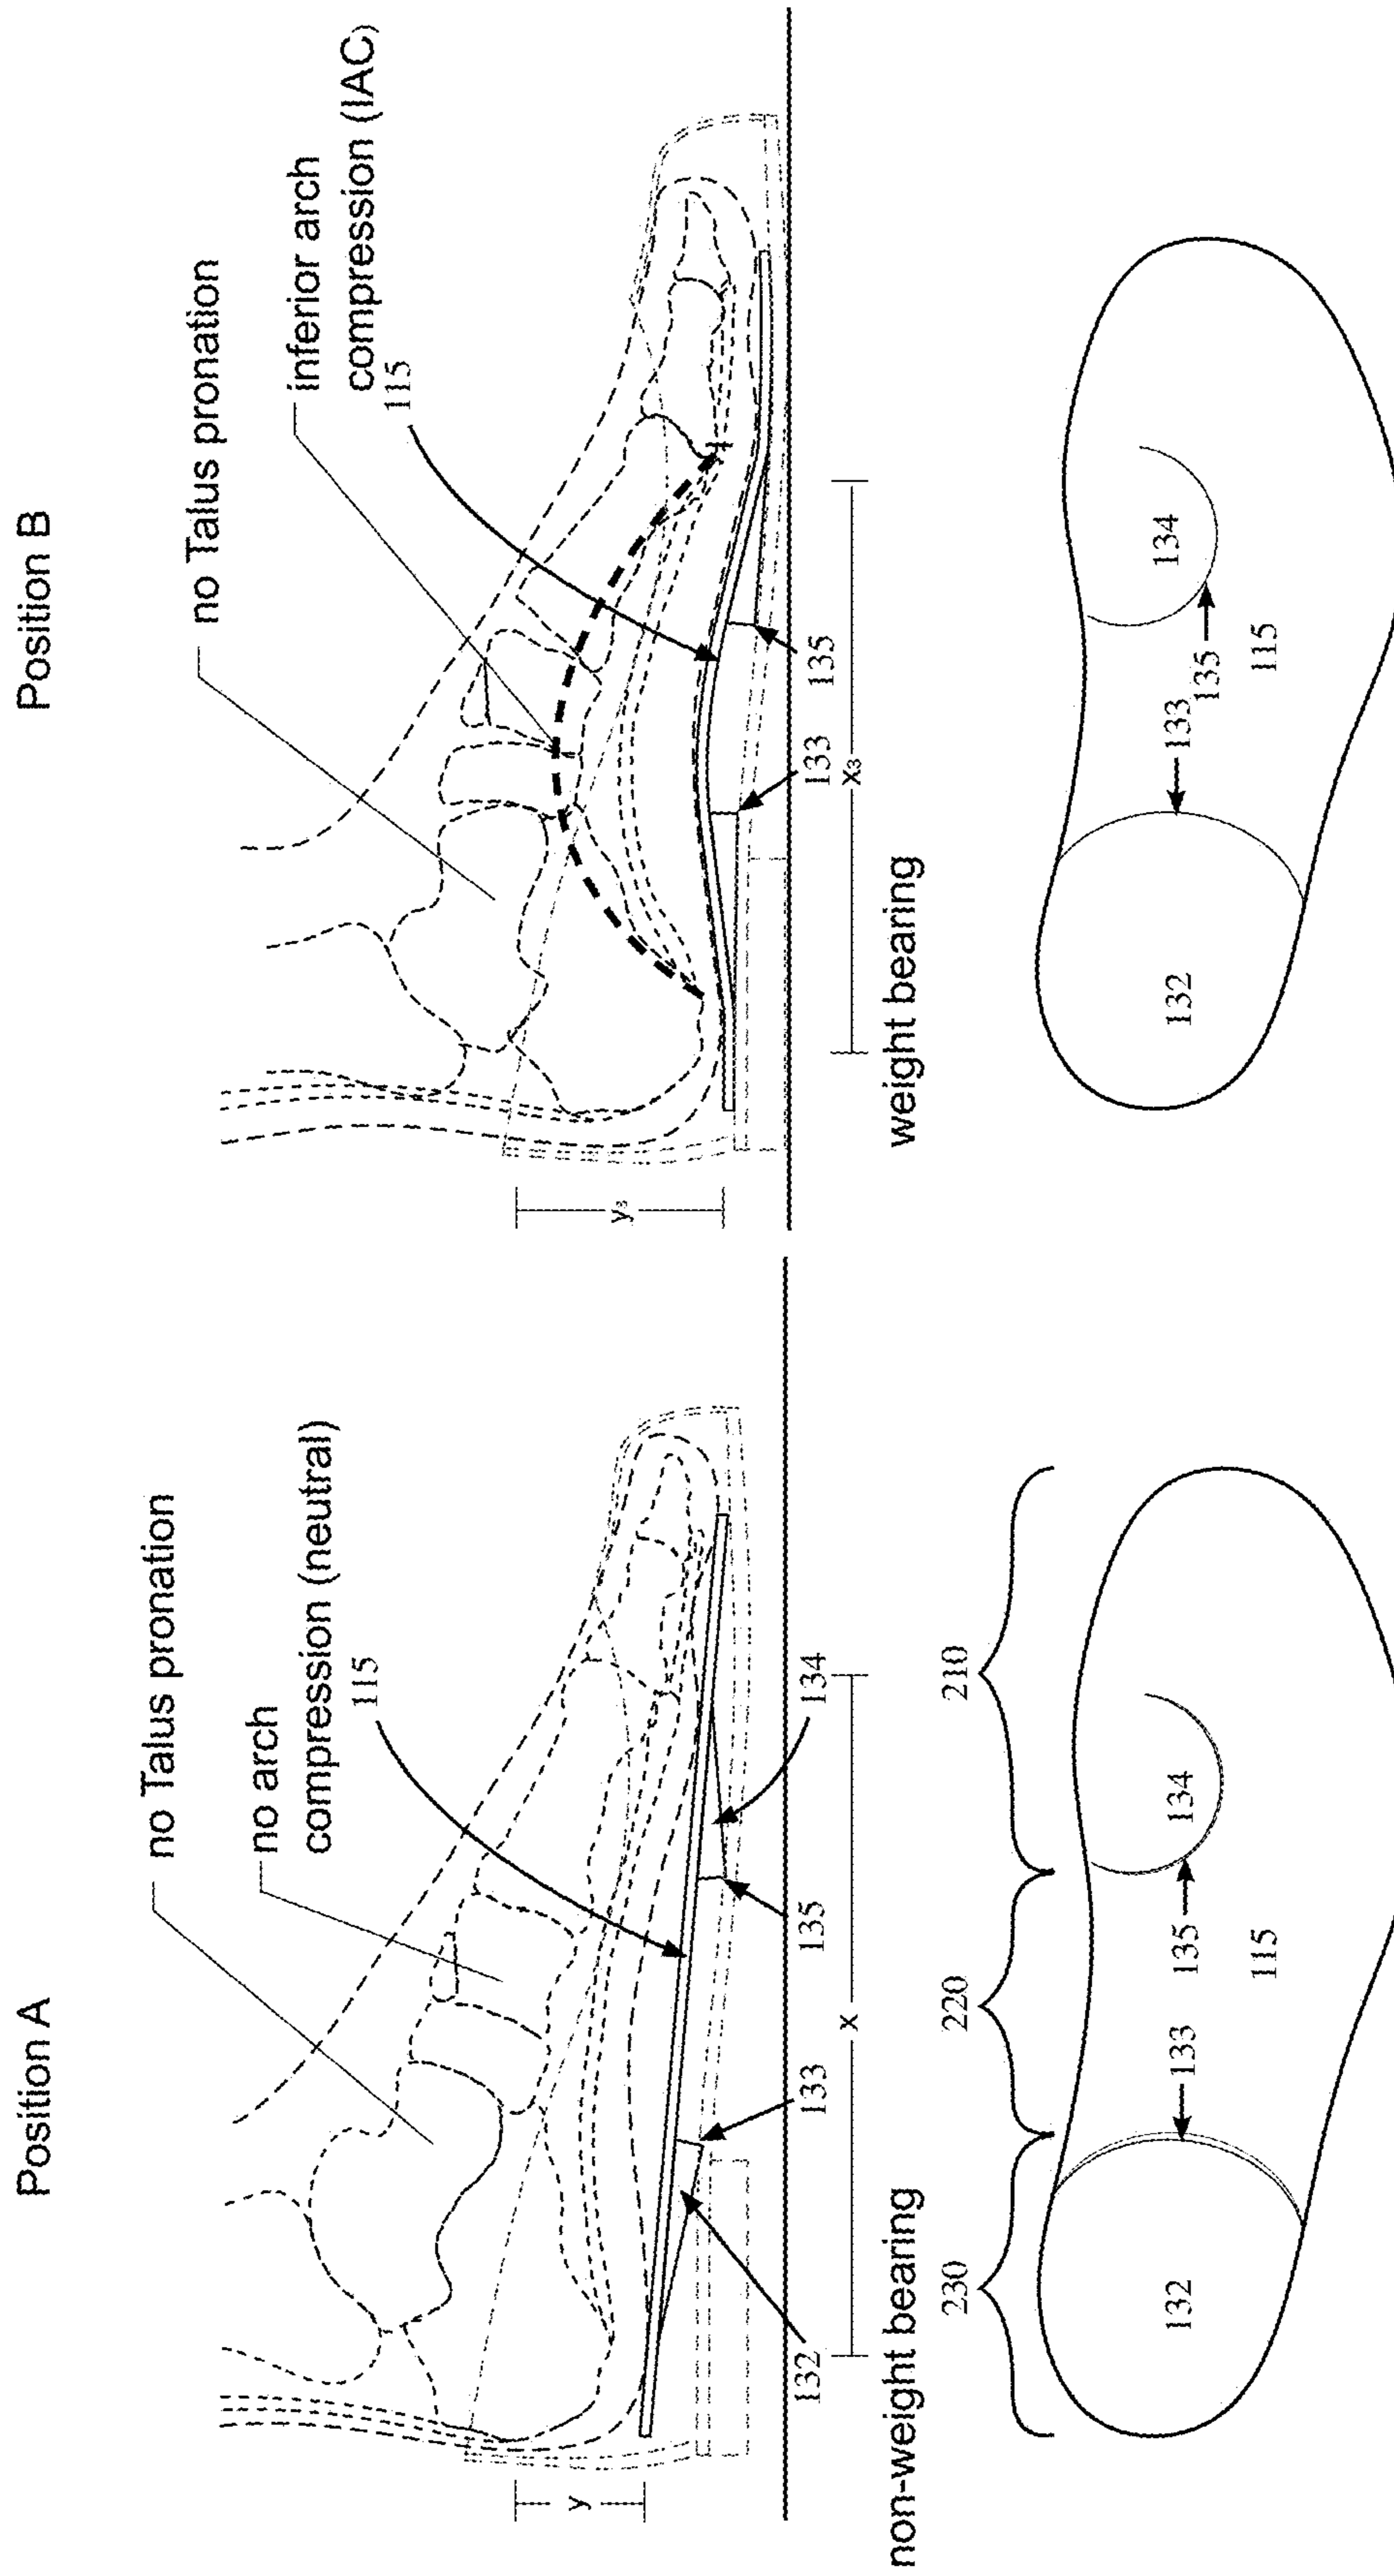 Position A
no Talus pronation
no arch
compression (neutral)
115
y
132
133
135
134
x
non-weight bearing
230
220
210
132
133
135
134
115
Position B
no Talus pronation
inferior arch
compression (IAC)
115
y3
133
135
x3
weight bearing
132
133
135
134
115